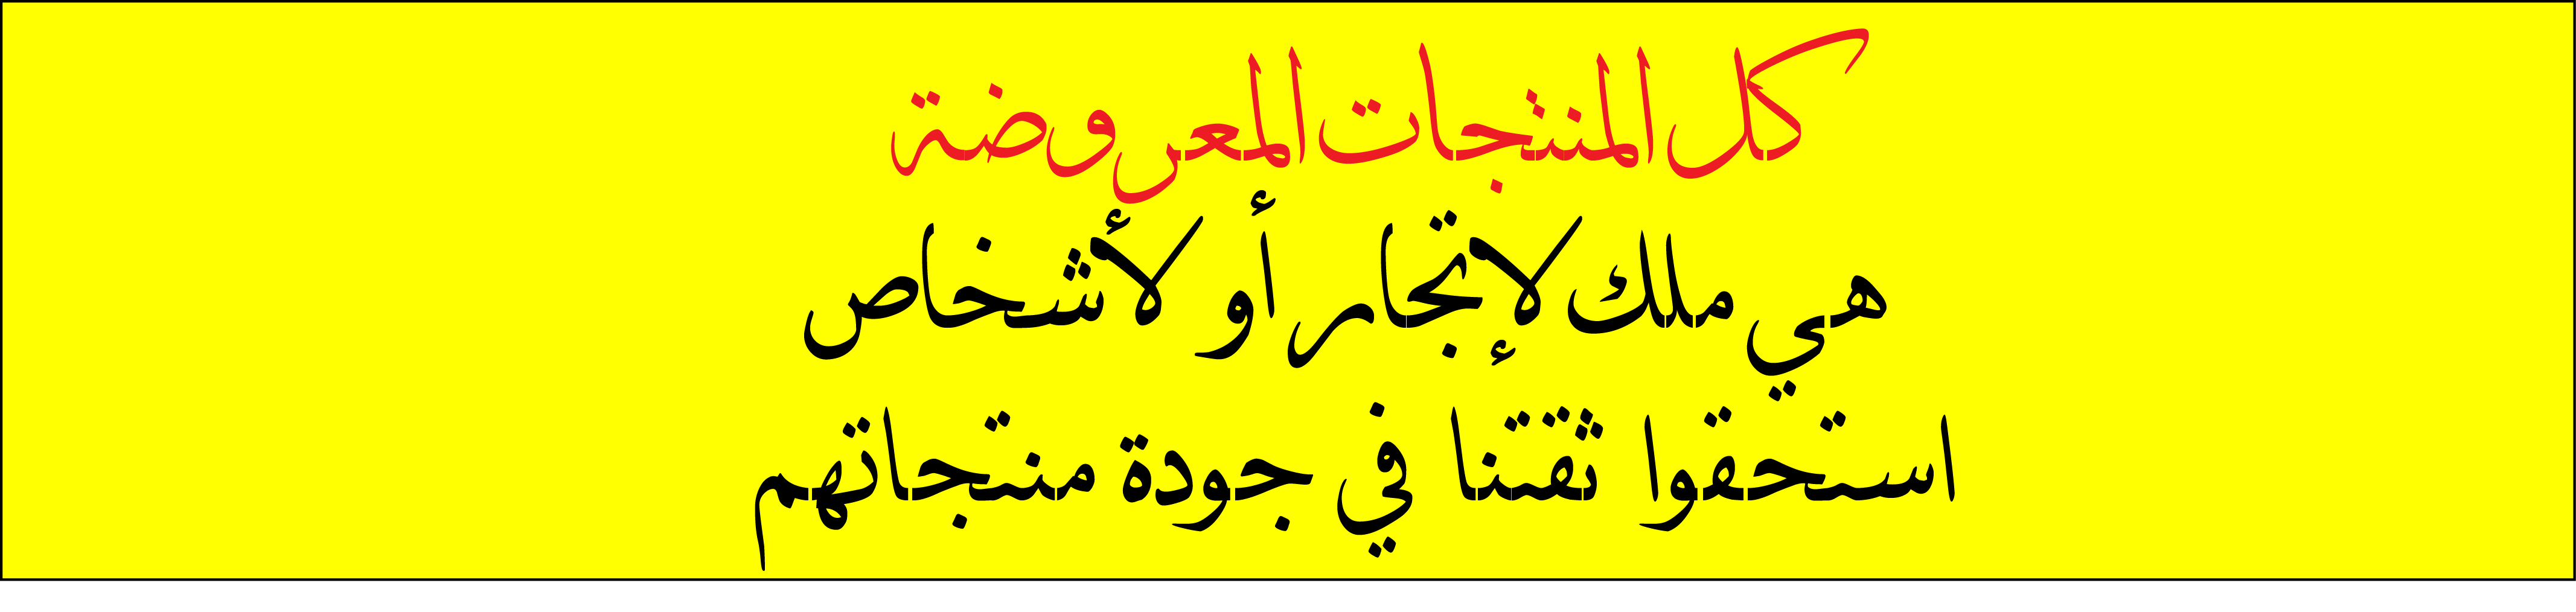 كل المنتجات المعروضة
هي ملك لإتجار أو لأشخاص
استحقوا ثقتنا في جودة منتجاتهم